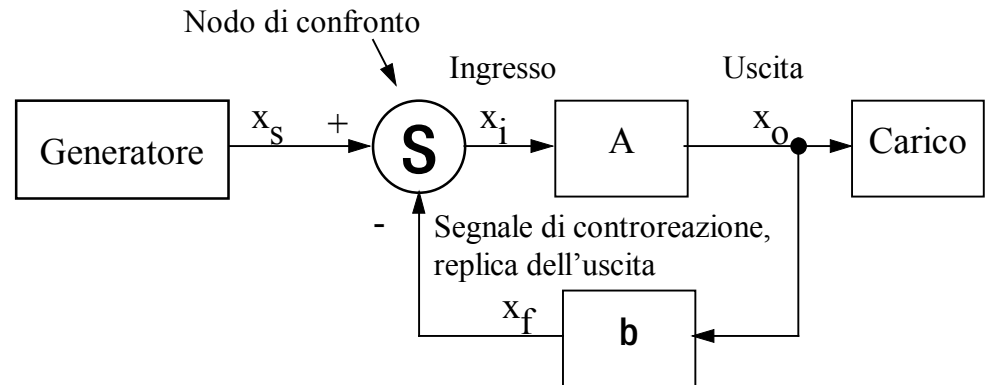 Nodo di confronto
Ingresso
Uscita
Generatore
x_s
+
S
x_i
A
x_o
Carico
-
Segnale di controreazione,
replica dell'uscita
x_f
b